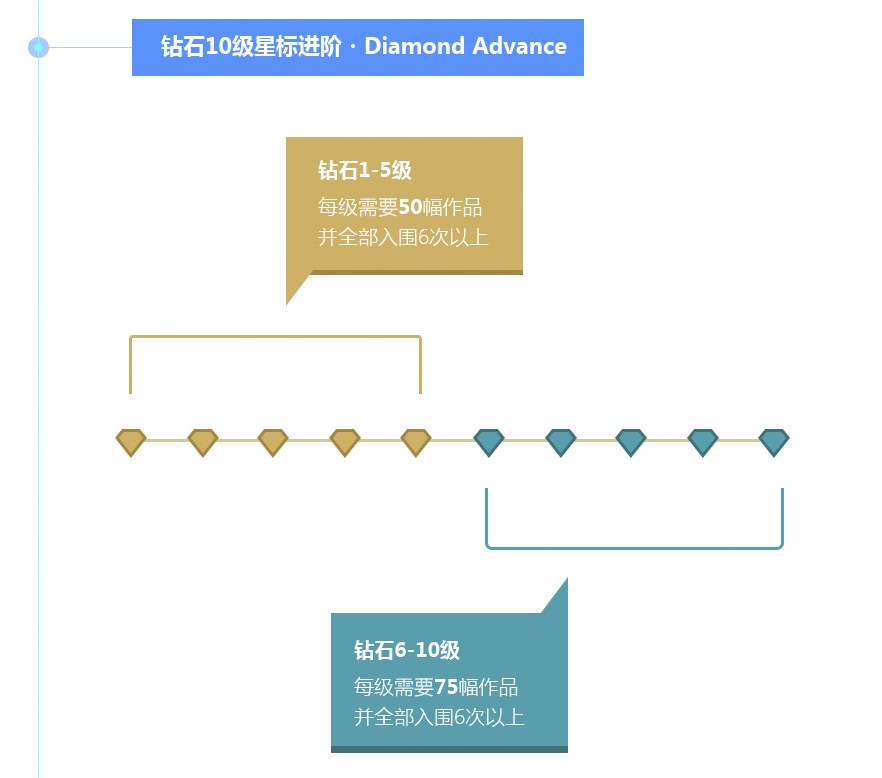 钻石10级星标进阶 · Diamond Advance
钻石1-5级
每级需要50幅作品
并全部入围6次以上
钻石6-10级
每级需要75幅作品
并全部入围6次以上